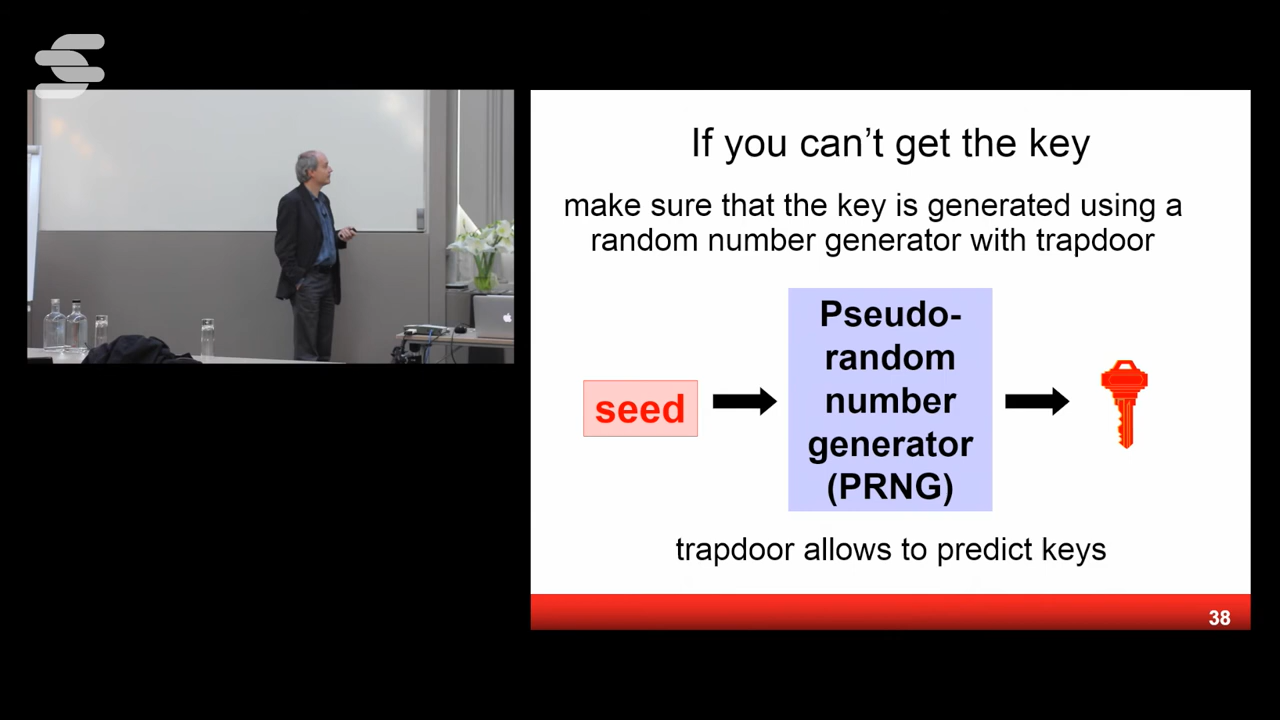 If you can't get the key
make sure that the key is generated using a
random number generator with trapdoor
seed
Pseudo-
random
number
generator
(PRNG)
trapdoor allows to predict keys
38